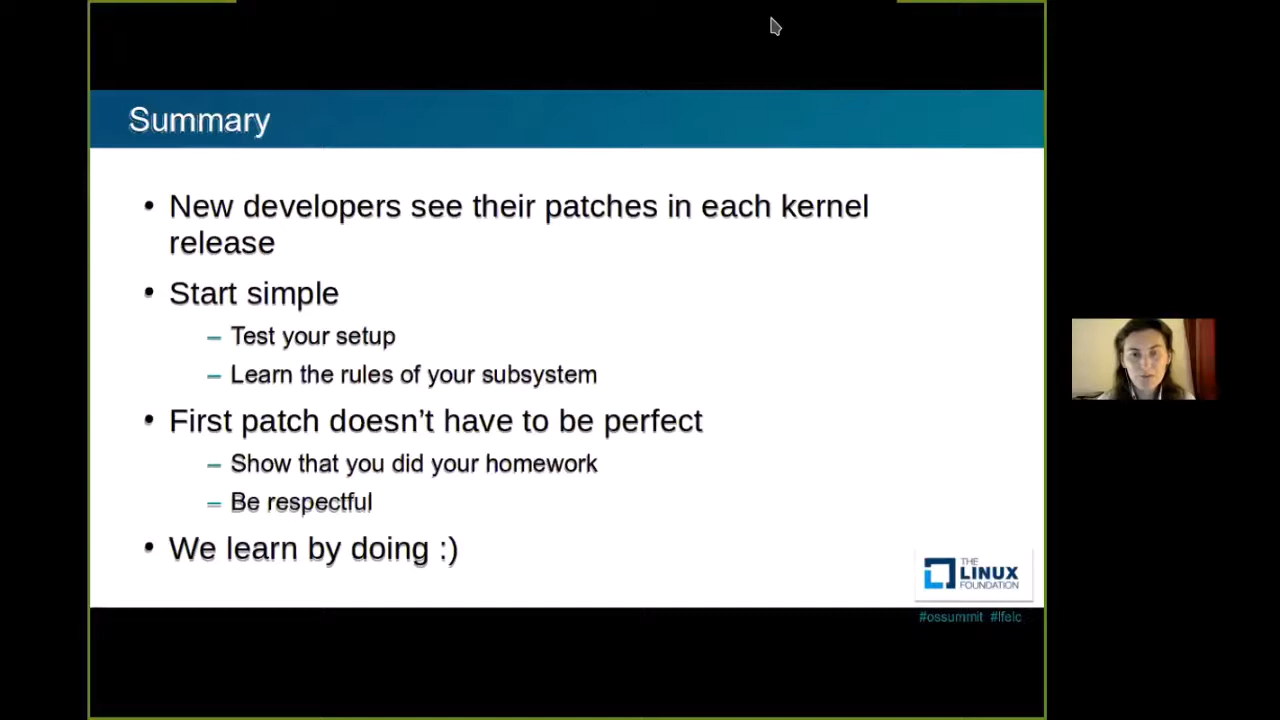 Summary
• New developers see their patches in each kernel
release
• Start simple
– Test your setup
– Learn the rules of your subsystem
• First patch doesn’t have to be perfect
– Show that you did your homework
– Be respectful
• We learn by doing :)
THE
LINUX
FOUNDATION
#ossummit #lfelc